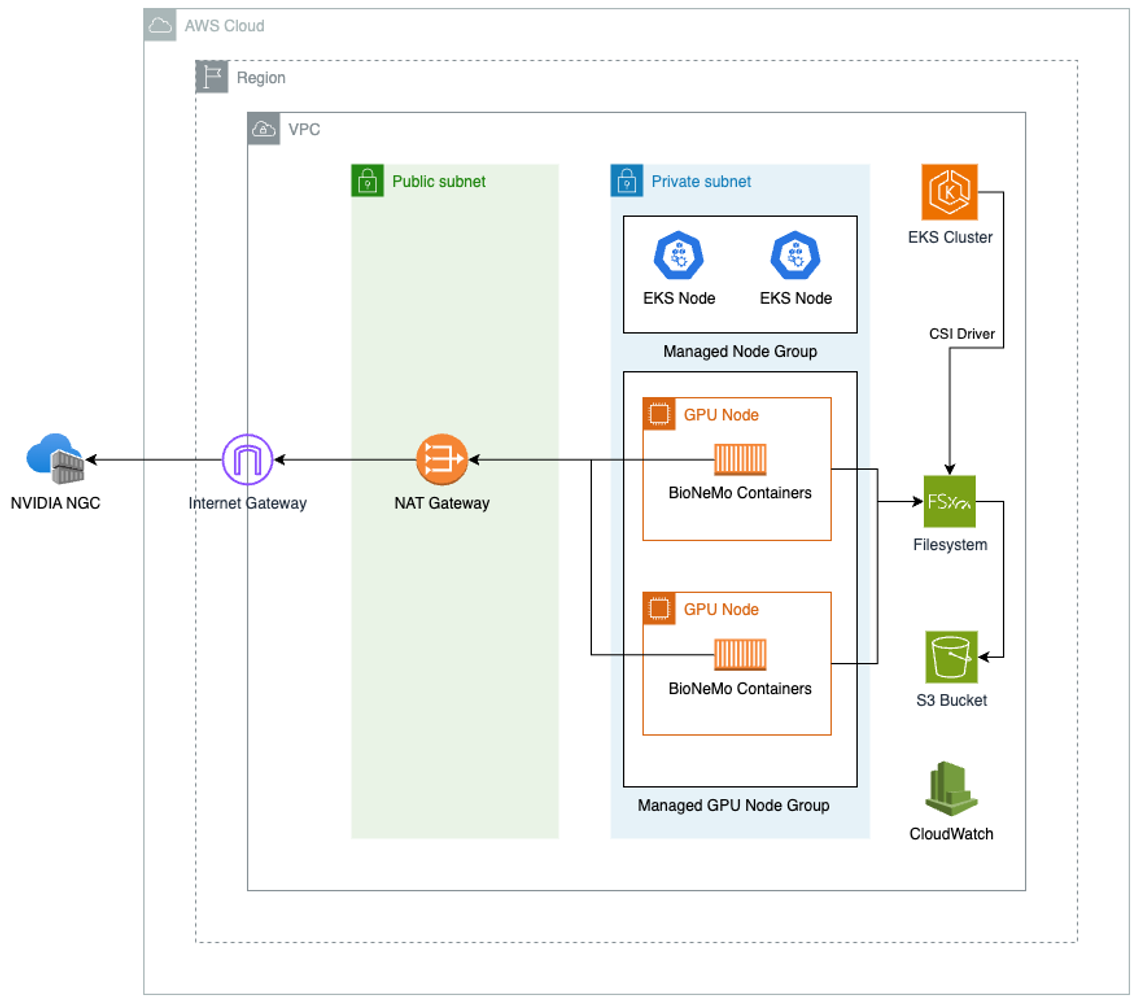 AWS Cloud
Region
VPC
Public subnet
Private subnet
EKS Cluster
EKS Node
EKS Node
CSI Driver
Managed Node Group
GPU Node
BioNeMo Containers
NVIDIA NGC
Internet Gateway
NAT Gateway
FSx
Filesystem
GPU Node
BioNeMo Containers
S3 Bucket
Managed GPU Node Group
CloudWatch